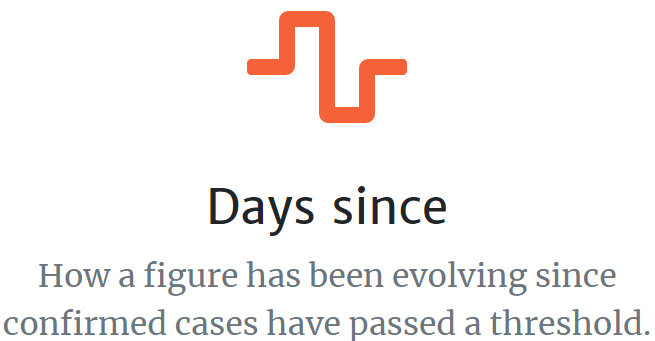 Days since
How a figure has been evolving since
confirmed cases have passed a threshold.